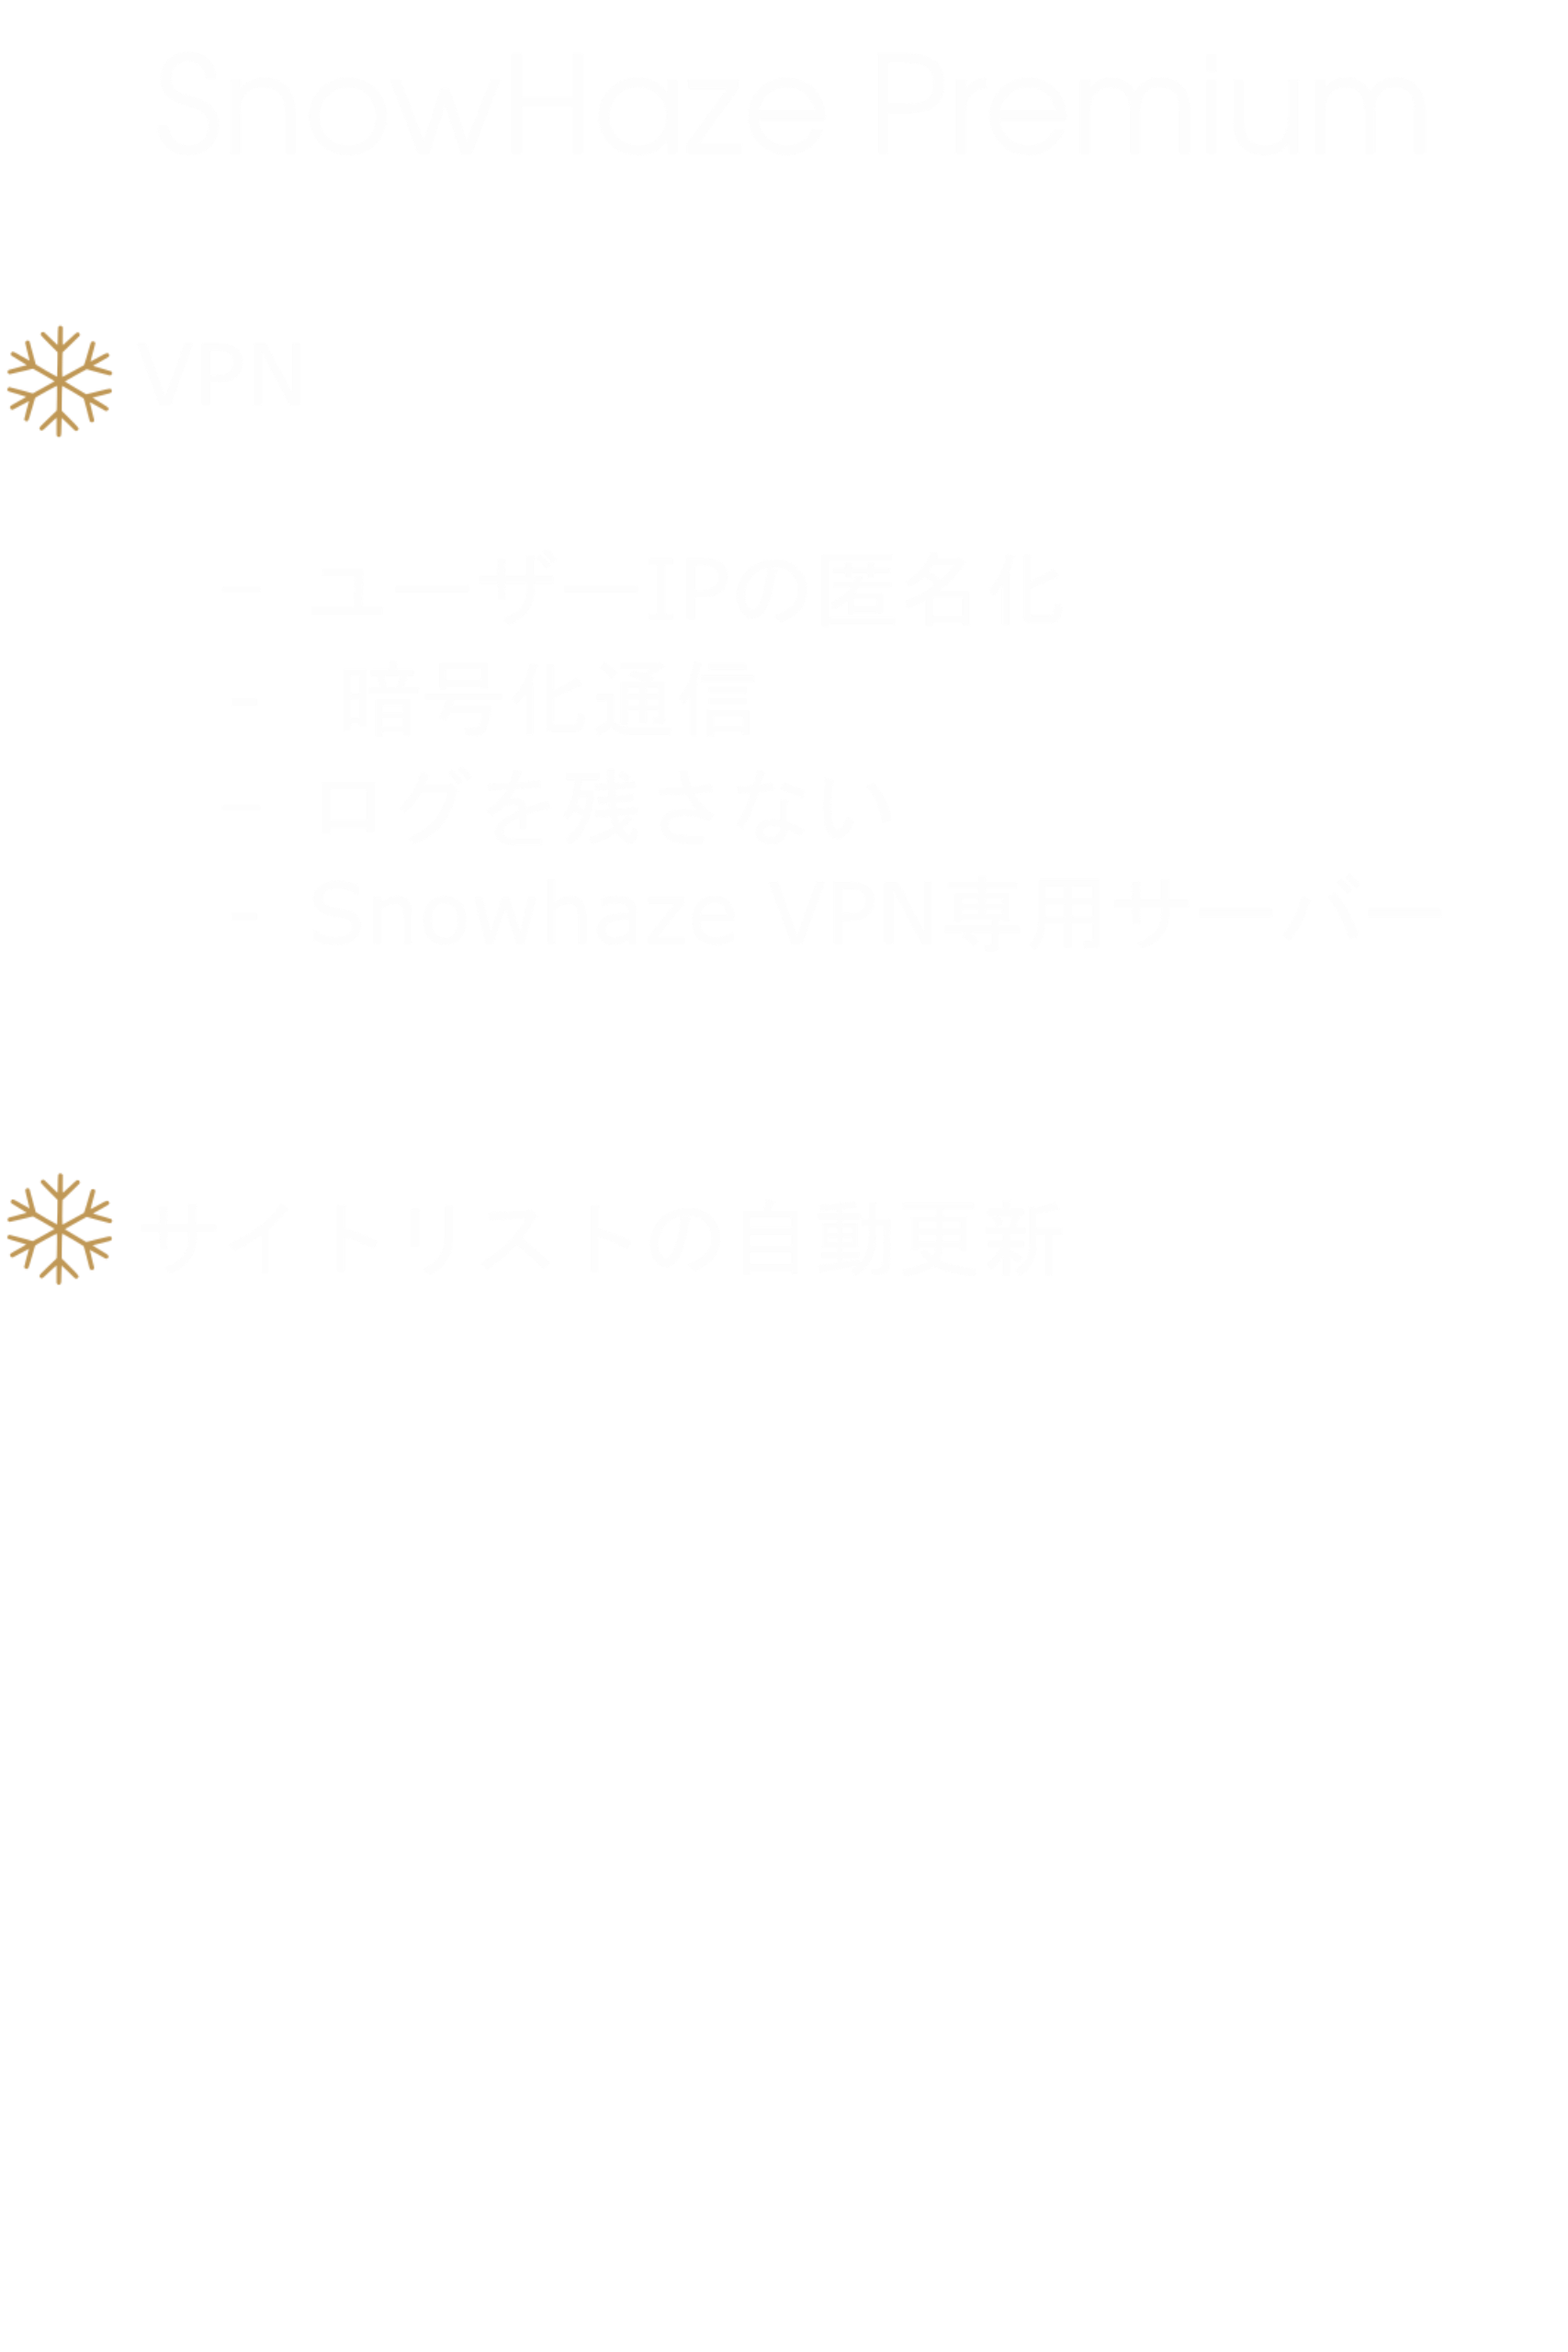 SnowHaze Premium
VPN
- ユーザーIPの匿名化
- 暗号化通信
- ログを残さない
- Snowhaze VPN専用サーバー
サイトリストの自動更新